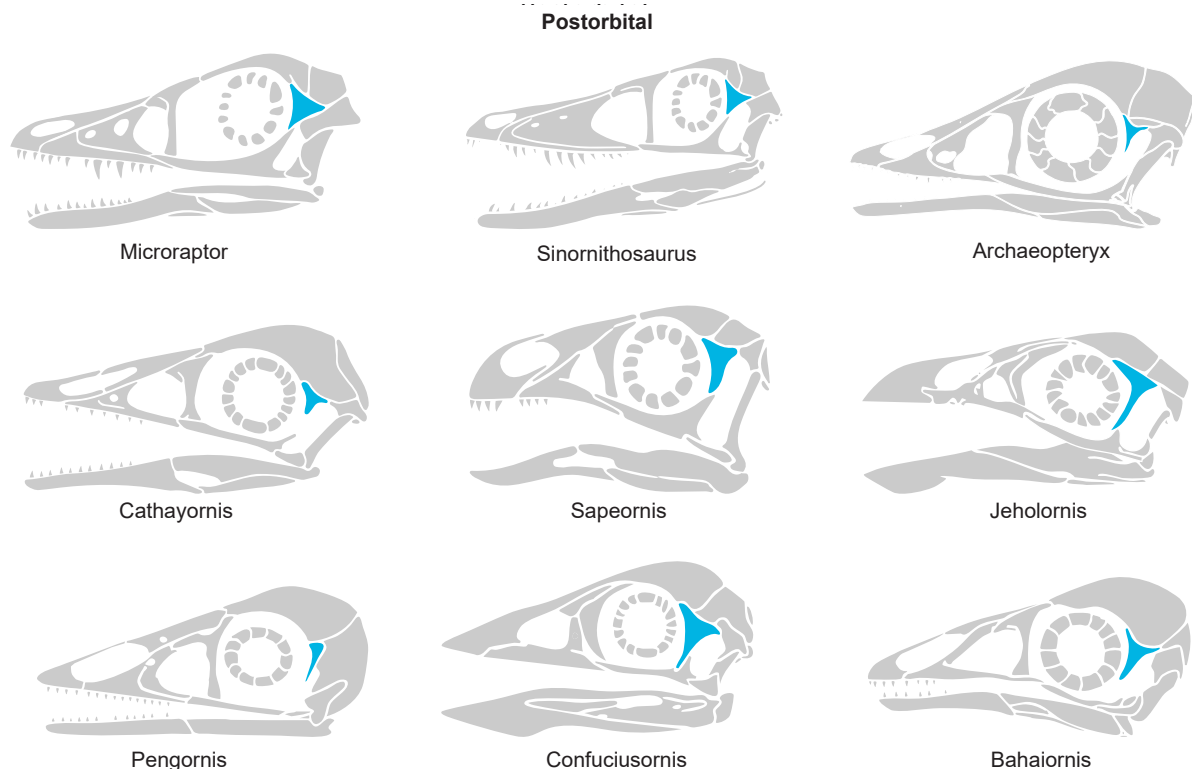 Postorbital
Microraptor
Sinornithosaurus
Archaeopteryx
Cathayornis
Sapeornis
Jeholornis
Pengornis
Confuciusornis
Bahaiornis